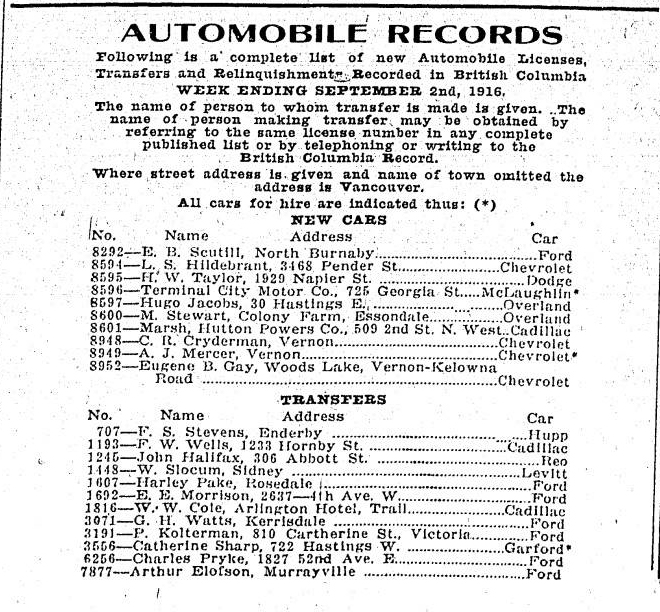 AUTOMOBILE RECORDS
Following is a complete list of new Automobile Licenses,
Transfers and Relinquishments Recorded in British Columbia
WEEK ENDING SEPTEMBER 2nd, 1916.
The name of person to whom transfer is made is given. The
name of person making transfer may be obtained by
referring to the same license number in any complete
published list or by telephoning or writing to the
British Columbia Record.
Where street address is given and name of town omitted the
address is Vancouver.
All cars for hire are indicated thus: (*)
NEW CARS
No. Name Address Car
8292—E. B. Scutill, North Burnaby Ford
8594—L. S. Hildebrant, 3468 Pender St. Chevrolet
8595—H. W. Taylor, 1929 Napier St. Dodge
8596—Terminal City Motor Co., 725 Georgia St. McLaughlin*
8597—Hugo Jacobs, 30 Hastings E. Overland
8600—M. Stewart, Colony Farm, Essondale Overland
8601—Marsh, Hutton Powers Co., 509 2nd St. N. West Cadillac
8948—C. R. Cryderman, Vernon Chevrolet
8949—A. J. Mercer, Vernon Chevrolet*
8952—Eugene B. Gay, Woods Lake, Vernon-Kelowna
Road Chevrolet
TRANSFERS
No. Name Address Car
707—F. S. Stevens, Enderby Hupp
1193—F. W. Wells, 1233 Hornby St. Cadillac
1245—John Halifax, 306 Abbott St. Reo
1448—W. Slocum, Sidney Levitt
1607—Harley Pake, Rosedale Ford
1692—E. E. Morrison, 2637—4th Ave. W. Ford
1816—W. W. Cole, Arlington Hotel, Trail Cadillac
3071—G. H. Watts, Kerrisdale Ford
3191—P. Kolterman, 810 Cartherine St., Victoria Ford
3556—Catherine Sharp, 722 Hastings W. Garford*
6256—Charles Pryke, 1827 52nd Ave. E. Ford
7877—Arthur Elofson, Murrayville Ford